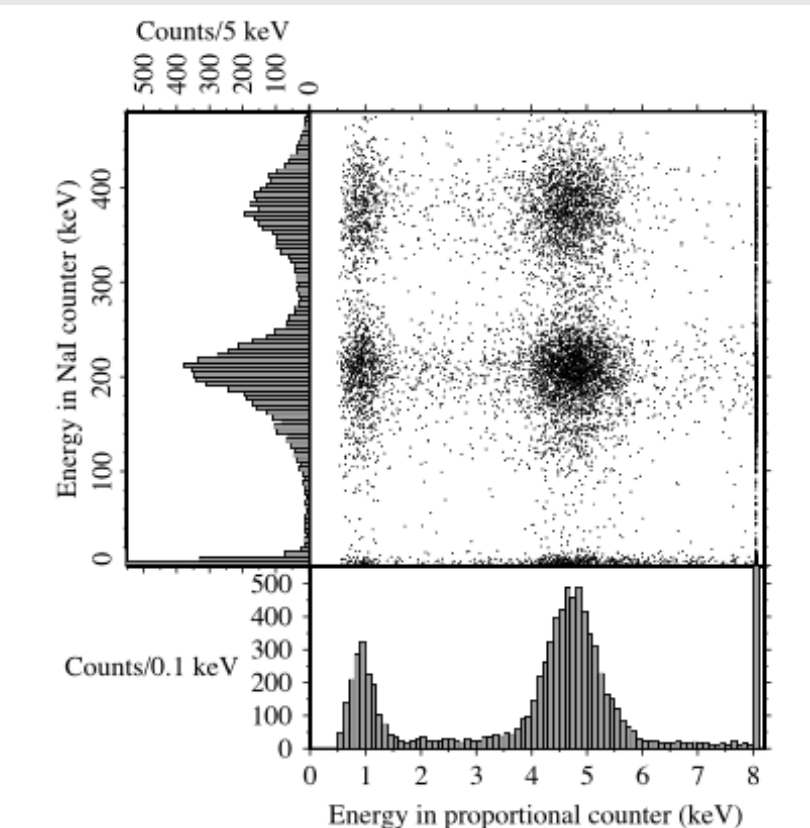 Counts/5 keV
500 400 300 200 100 0
Energy in NaI counter (keV)
400
300
200
100
0
Counts/0.1 keV
500
400
300
200
100
0
0 1 2 3 4 5 6 7 8
Energy in proportional counter (keV)